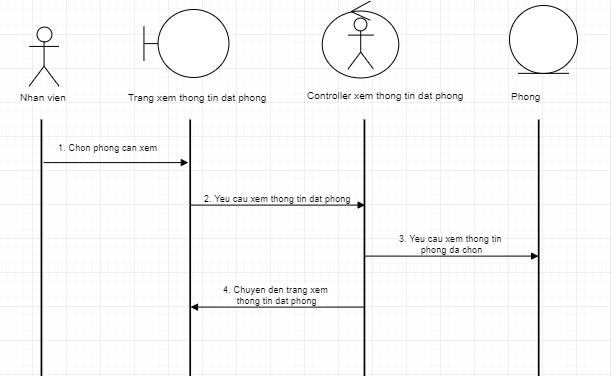 Nhan vien
Trang xem thong tin dat phong
Controller xem thong tin dat phong
Phong
1. Chon phong can xem
2. Yeu cau xem thong tin dat phong
3. Yeu cau xem thong tin
phong da chon
4. Chuyen den trang xem
thong tin dat phong